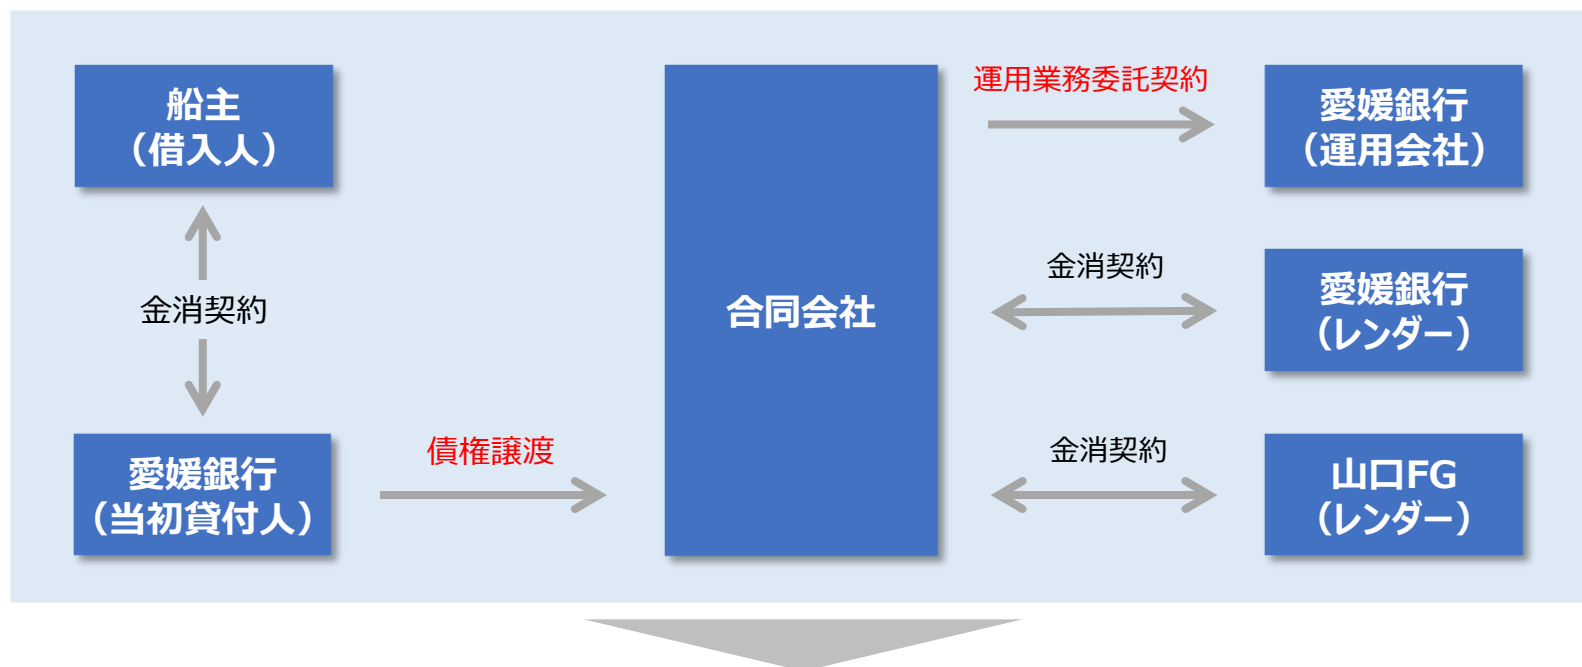 船主
（借入人）
金消契約
愛媛銀行
（当初貸付人）
債権譲渡
合同会社
運用業務委託契約
愛媛銀行
（運用会社）
金消契約
愛媛銀行
（レンダー）
金消契約
山口FG
（レンダー）